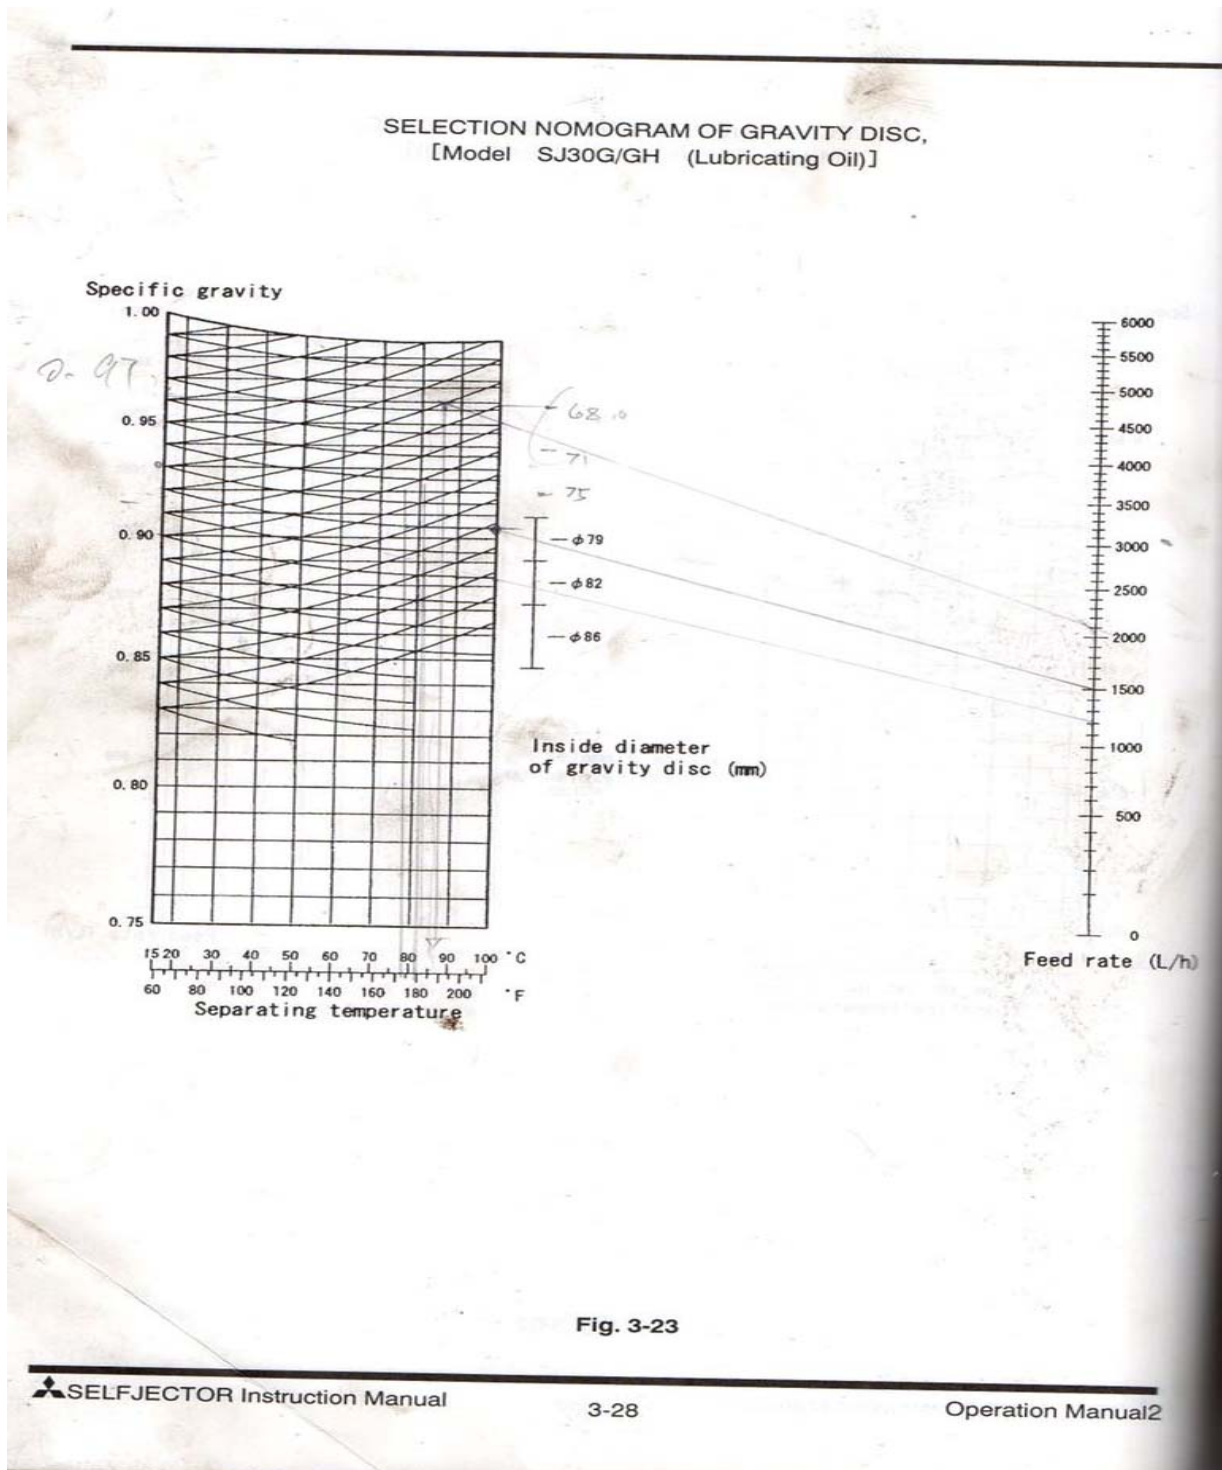 SELECTION NOMOGRAM OF GRAVITY DISC,
[Model SJ30G/GH (Lubricating Oil)]
Specific gravity
1.00
0.95
0.90
0.85
0.80
0.75
68.0
71
75
φ79
φ82
φ86
Inside diameter
of gravity disc (mm)
6000
5500
5000
4500
4000
3500
3000
2500
2000
1500
1000
500
0
Feed rate (L/h)
15 20 30 40 50 60 70 80 90 100 °C
60 80 100 120 140 160 180 200 °F
Separating temperature
Fig. 3-23
SELFJECTOR Instruction Manual
3-28
Operation Manual2